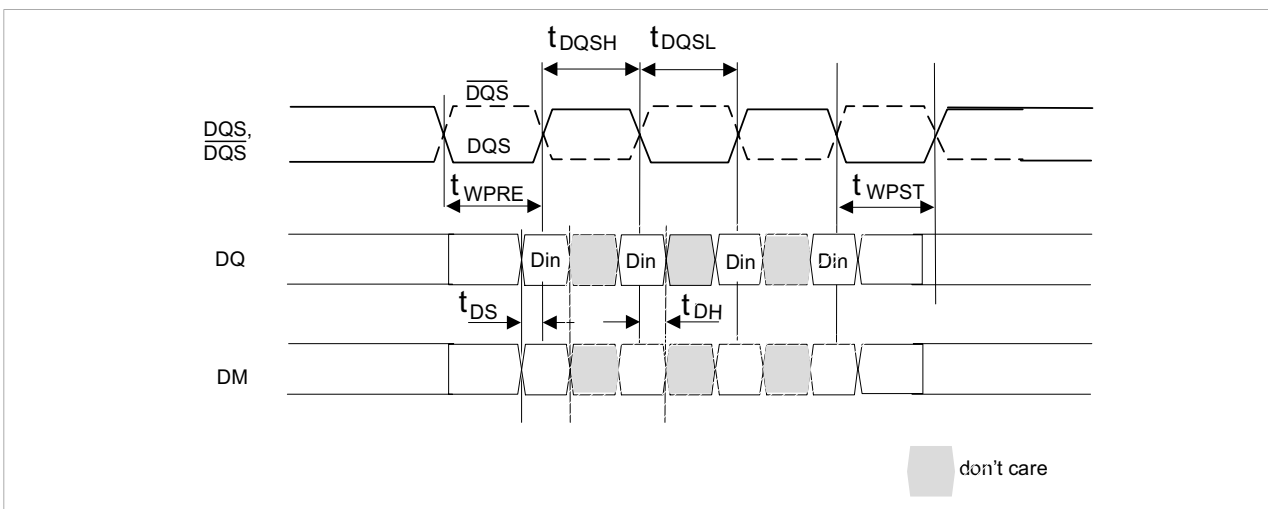 tDQSH tDQSL
DQS
DQS,
DQS
DQS
tWPRE tWPST
DQ Din Din Din Din
tDS tDH
DM
don't care